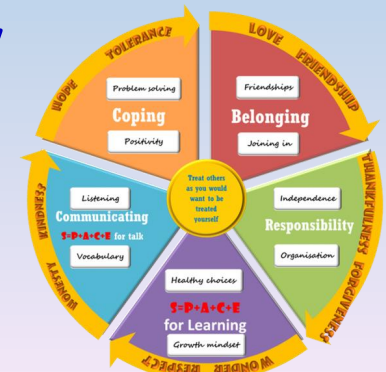 HOPE TOLERANCE
LOVE FRIENDSHIP
THANKFULNESS FORGIVENESS
WONDER RESPECT
HONESTY KINDNESS
Problem solving
Coping
Positivity
Friendships
Belonging
Joining in
Independence
Responsibility
Organisation
Healthy choices
S=P+A+C+E
for Learning
Growth mindset
Listening
Communicating
S=P+A+C+E for talk
Vocabulary
Treat others
as you would
want to be
treated
yourself